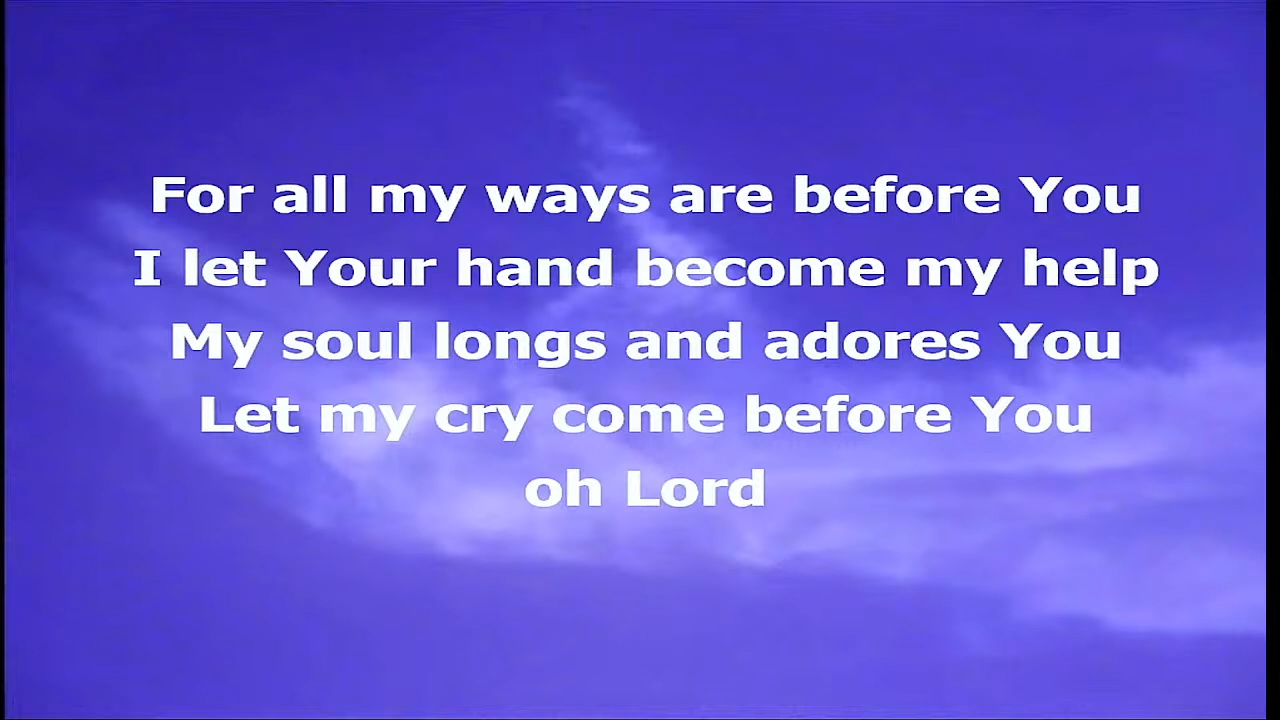 For all my ways are before You
I let Your hand become my help
My soul longs and adores You
Let my cry come before You
oh Lord